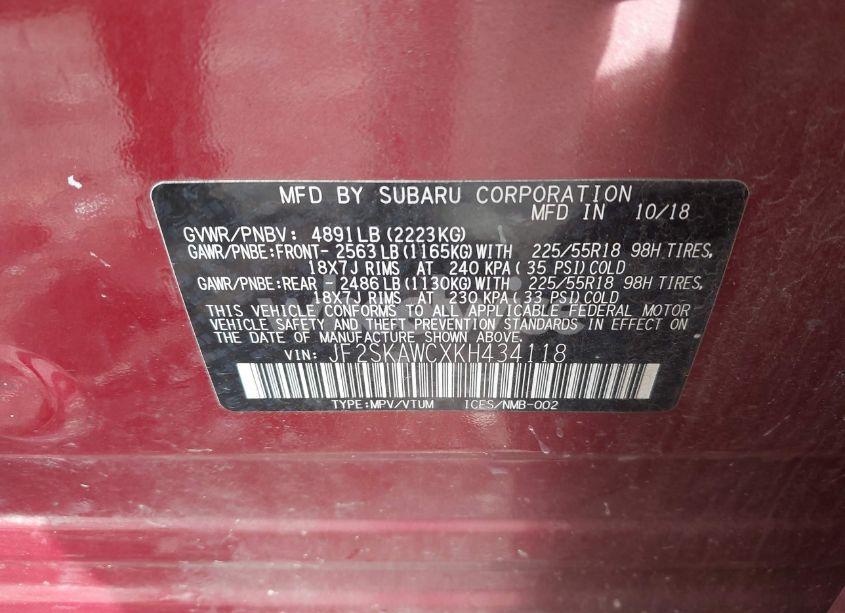 MFD BY SUBARU CORPORATION
MFD IN 10/18
GVWR/PNBV: 4891LB(2223KG)
GAWR/PNBE:FRONT- 2563LB(1165KG)WITH 225/55R18 98H TIRES,
18X7J RIMS AT 240 KPA( 35 PSI)COLD
GAWR/PNBE:REAR - 2486LB(1130KG)WITH 225/55R18 98H TIRES,
18X7J RIMS AT 230 KPA( 33 PSI)COLD
THIS VEHICLE CONFORMS TO ALL APPLICABLE FEDERAL MOTOR
VEHICLE SAFETY AND THEFT PREVENTION STANDARDS IN EFFECT ON
THE DATE OF MANUFACTURE SHOWN ABOVE.
VIN: JF2SKAWCXKH434118
TYPE:MPV/VTUM ICES/NMB-002